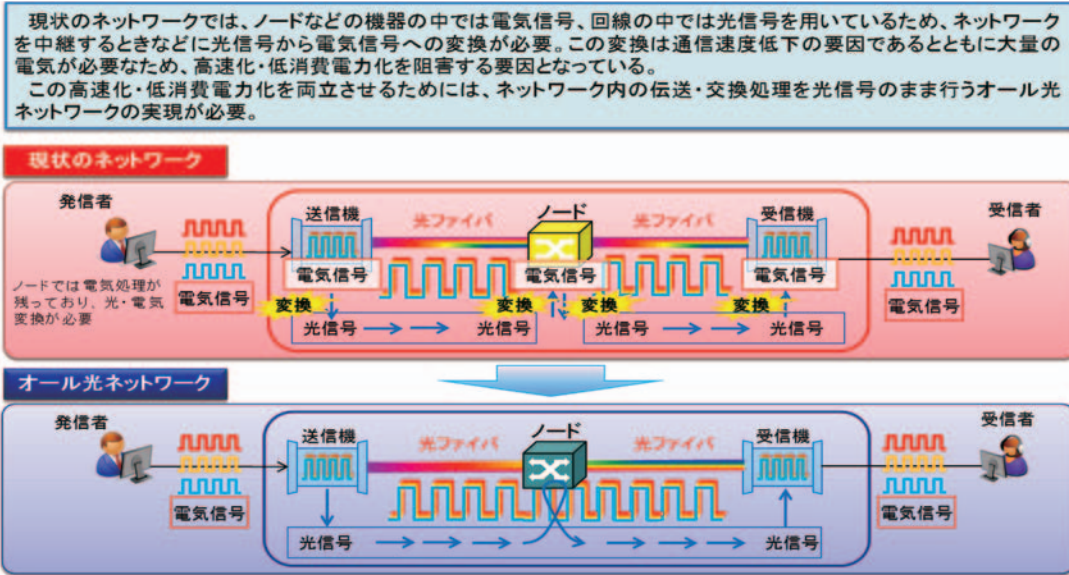 現状のネットワークでは、ノードなどの機器の中では電気信号、回線の中では光信号を用いているため、ネットワーク
を中継するときなどに光信号から電気信号への変換が必要。この変換は通信速度低下の要因であるとともに大量の
電気が必要なため、高速化・低消費電力化を阻害する要因となっている。
この高速化・低消費電力化を両立させるためには、ネットワーク内の伝送・交換処理を光信号のまま行うオール光
ネットワークの実現が必要。
現状のネットワーク
発信者
送信機
光ファイバ
ノード
光ファイバ
受信機
受信者
電気信号
電気信号
電気信号
ノードでは電気処理が
残っており、光・電気
変換が必要
電気信号
電気信号
変換
変換
変換
変換
光信号
光信号
光信号
光信号
オール光ネットワーク
発信者
送信機
光ファイバ
ノード
光ファイバ
受信機
受信者
電気信号
電気信号
光信号
光信号